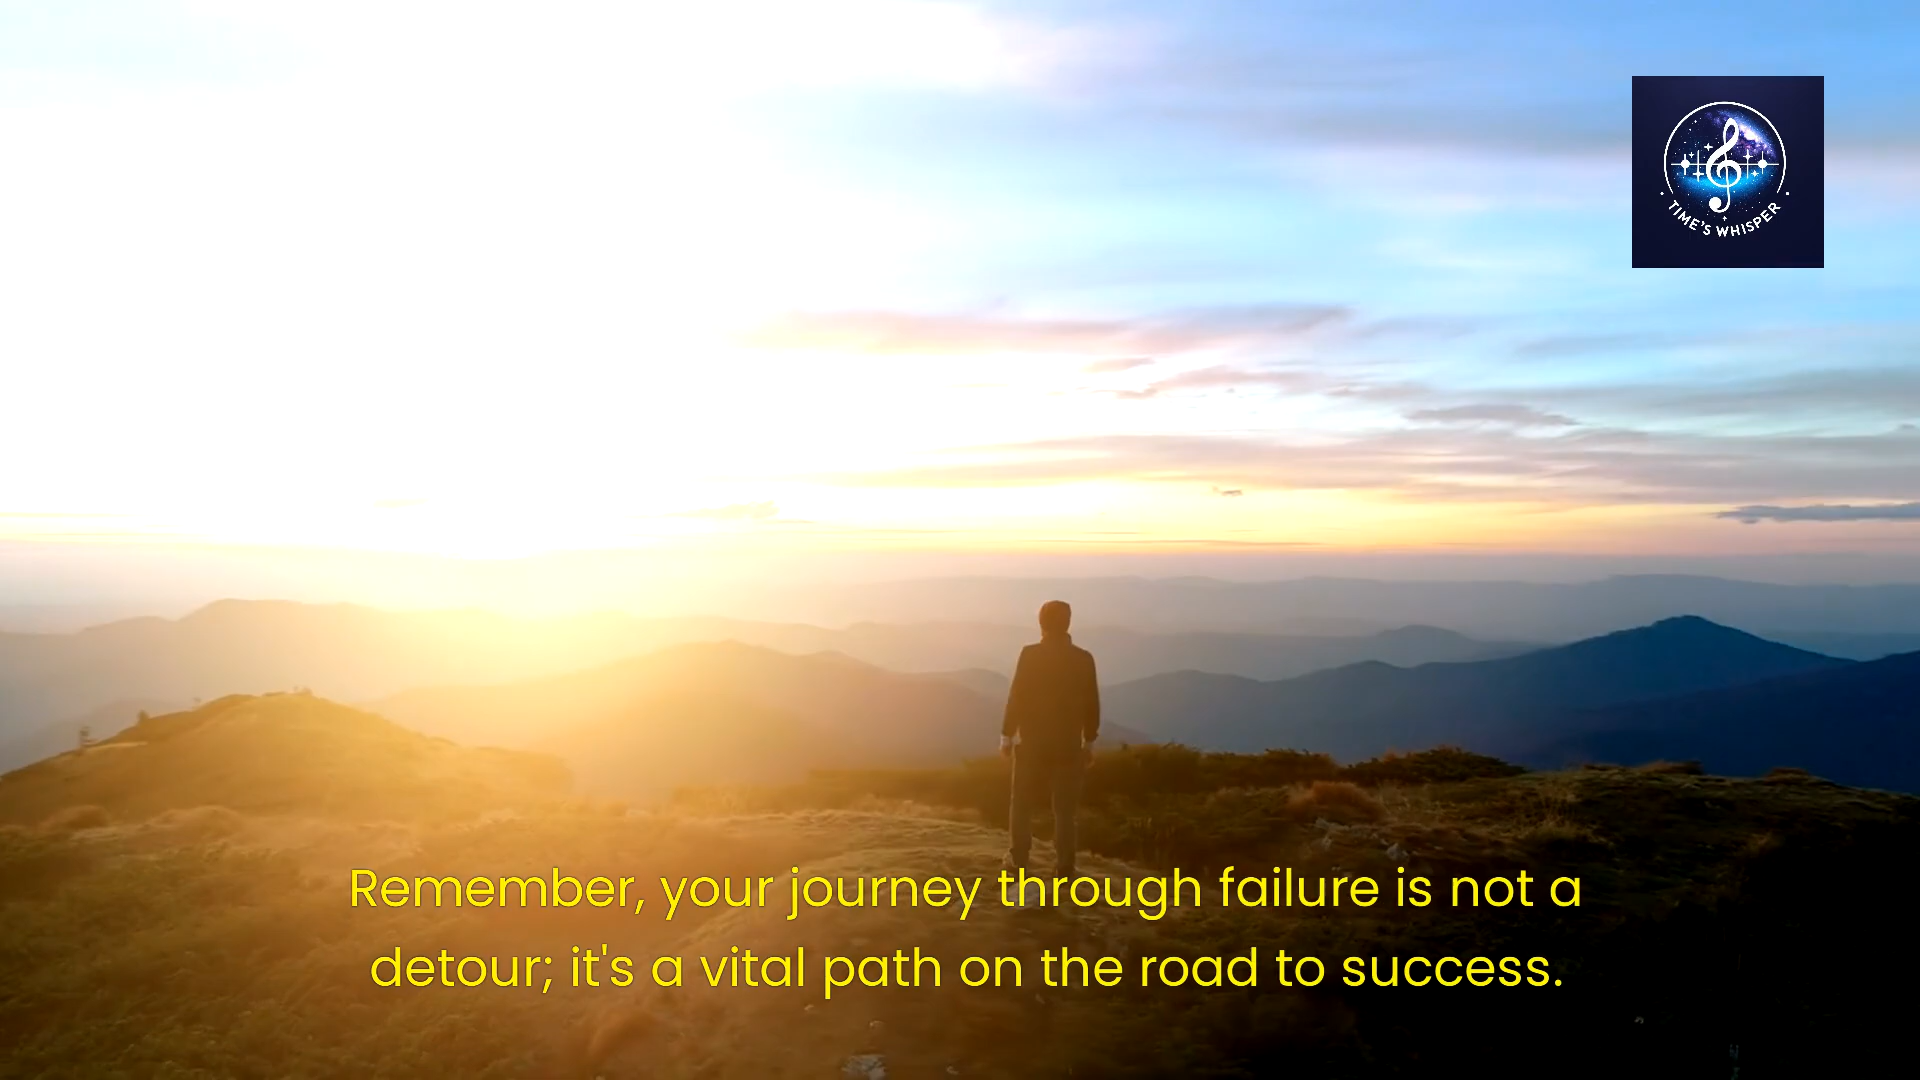 TIME'S WHISPER
Remember, your journey through failure is not a
detour; it's a vital path on the road to success.